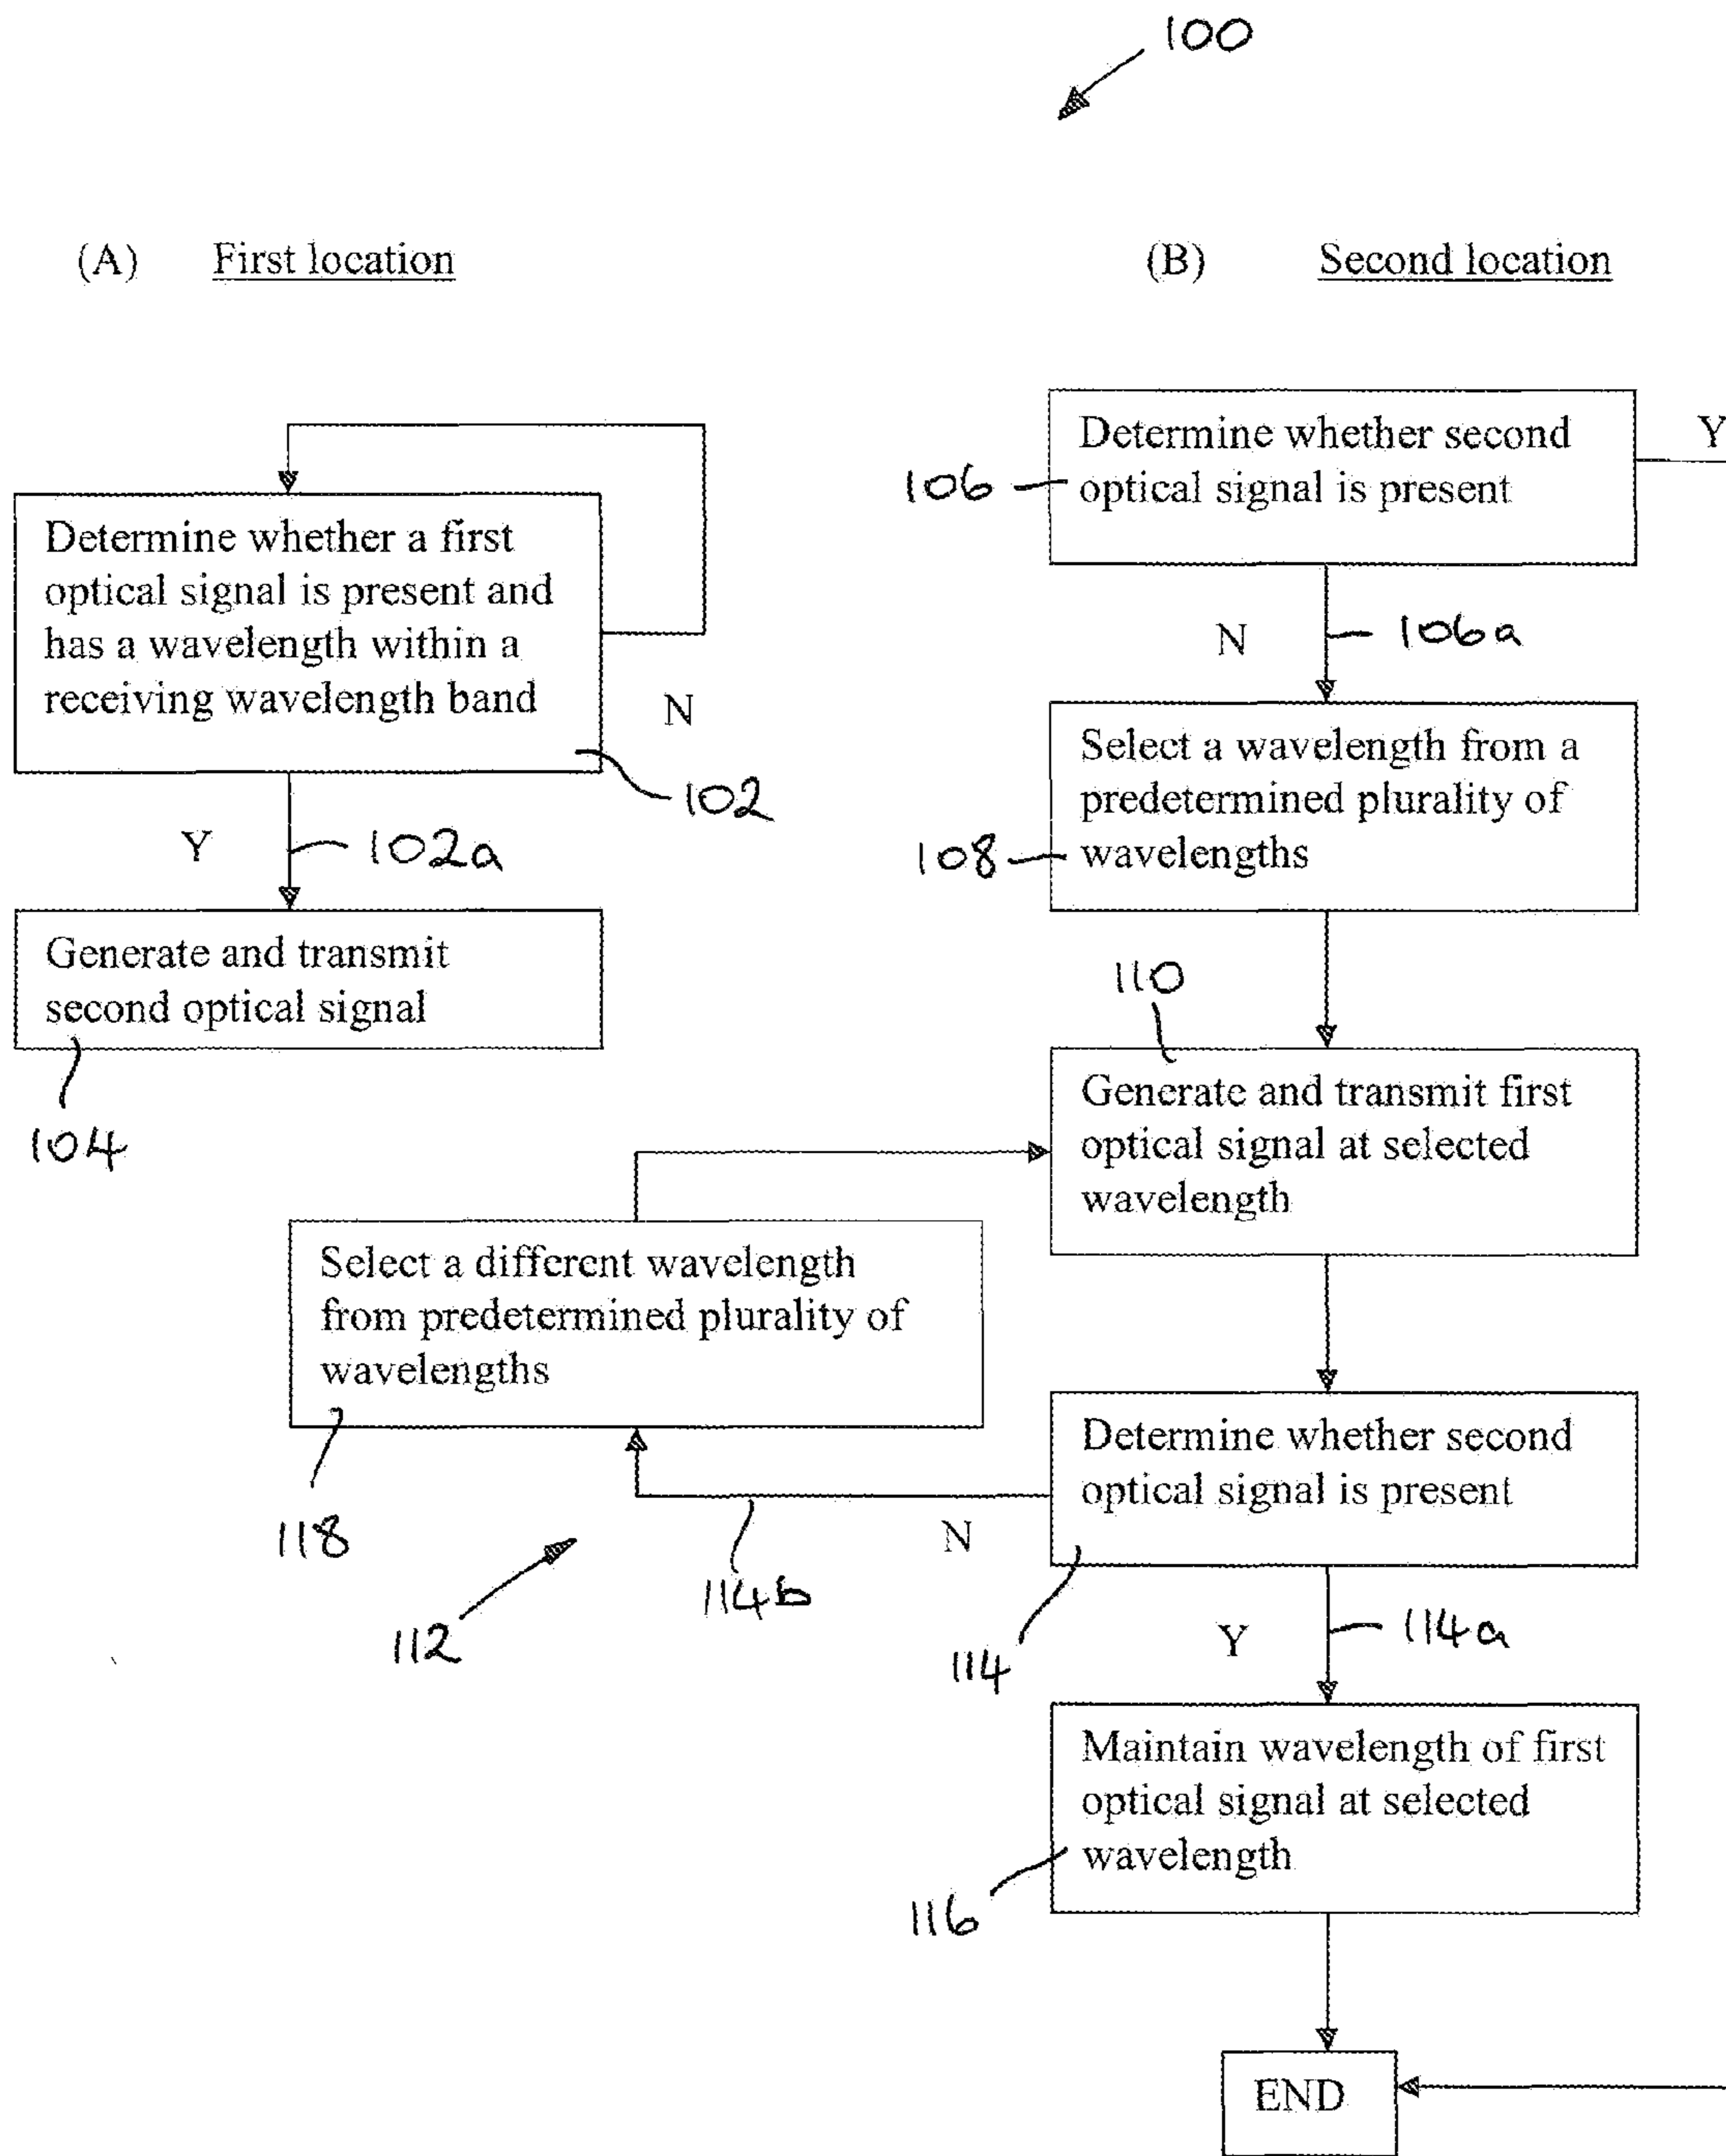 100
(A) First location
Determine whether a first
optical signal is present and
has a wavelength within a
receiving wavelength band
N
102
Y
102a
Generate and transmit
second optical signal
104
(B) Second location
Determine whether second
optical signal is present
Y
106
N
106a
Select a wavelength from a
predetermined plurality of
wavelengths
108
110
Generate and transmit first
optical signal at selected
wavelength
Select a different wavelength
from predetermined plurality of
wavelengths
118
112
114b
N
Determine whether second
optical signal is present
114
Y
114a
Maintain wavelength of first
optical signal at selected
wavelength
116
END